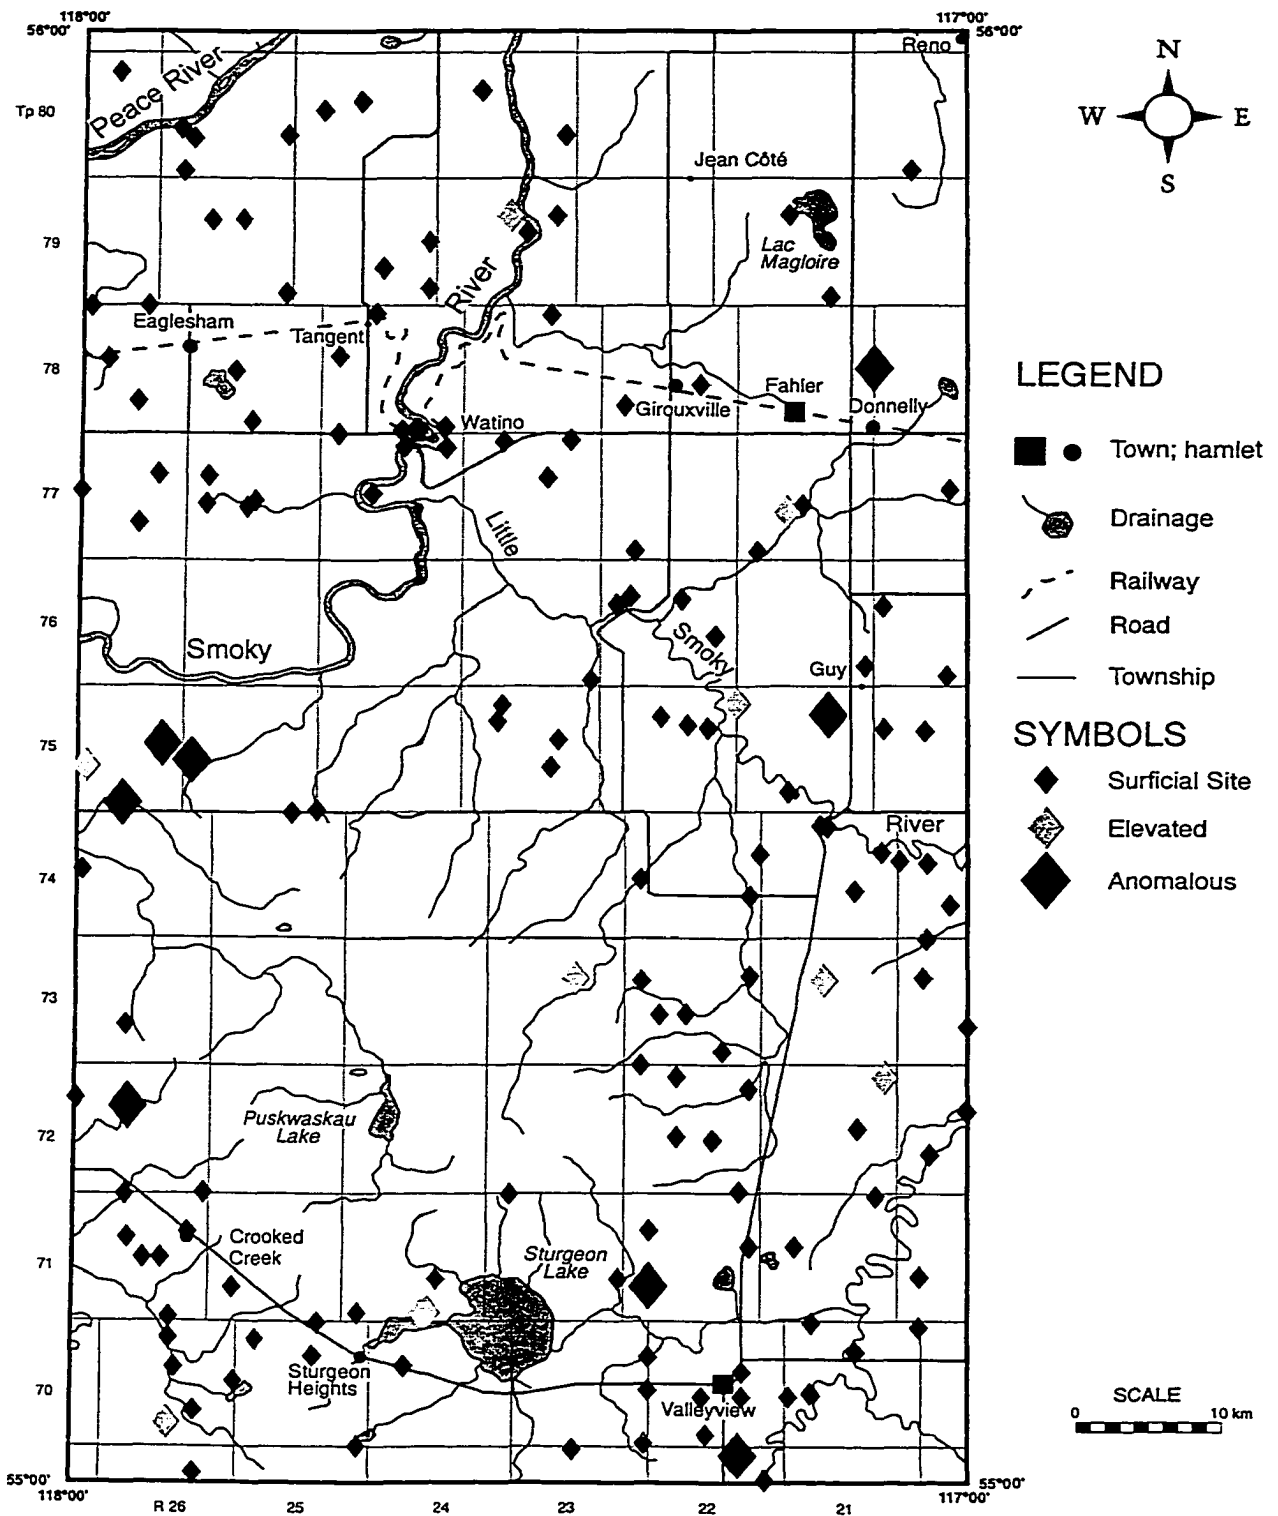 118°00'
117°00'
56°00'
56°00'
Reno
N
W
E
S
Peace River
Tp 80
Jean Côté
79
Lac
Magloire
River
Eaglesham
Tangent
78
Fahler
Girouxville
Donnelly
Watino
77
Little
76
Smoky
Smoky
Guy
75
River
74
73
72
Puskwaskau
Lake
71
Crooked
Creek
Sturgeon
Lake
Sturgeon
Heights
70
Valleyview
55°00'
55°00'
118°00'
117°00'
R 26
25
24
23
22
21
LEGEND
Town; hamlet
Drainage
Railway
Road
Township
SYMBOLS
Surficial Site
Elevated
Anomalous
SCALE
0
10 km